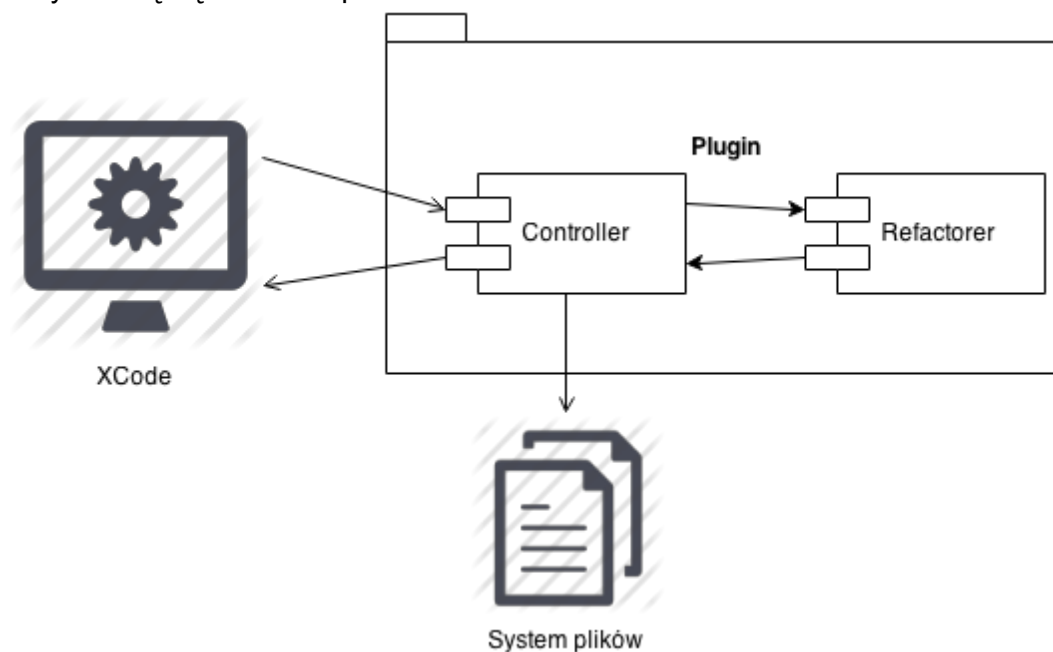 Plugin
Controller
Refactorer
XCode
System plików